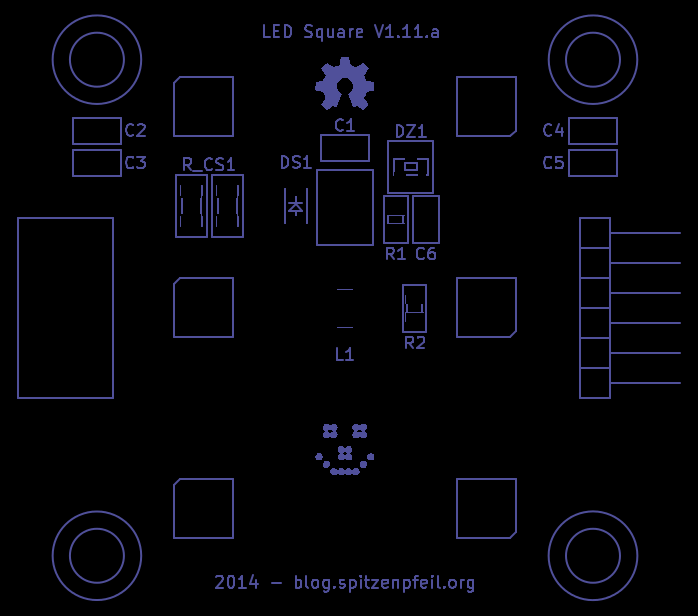 LED Square V1.11.a
C1
DZ1
C2
C4
C3
C5
R_CS1
DS1
R1 C6
R2
L1
2014 – blog.spitzenpfeil.org